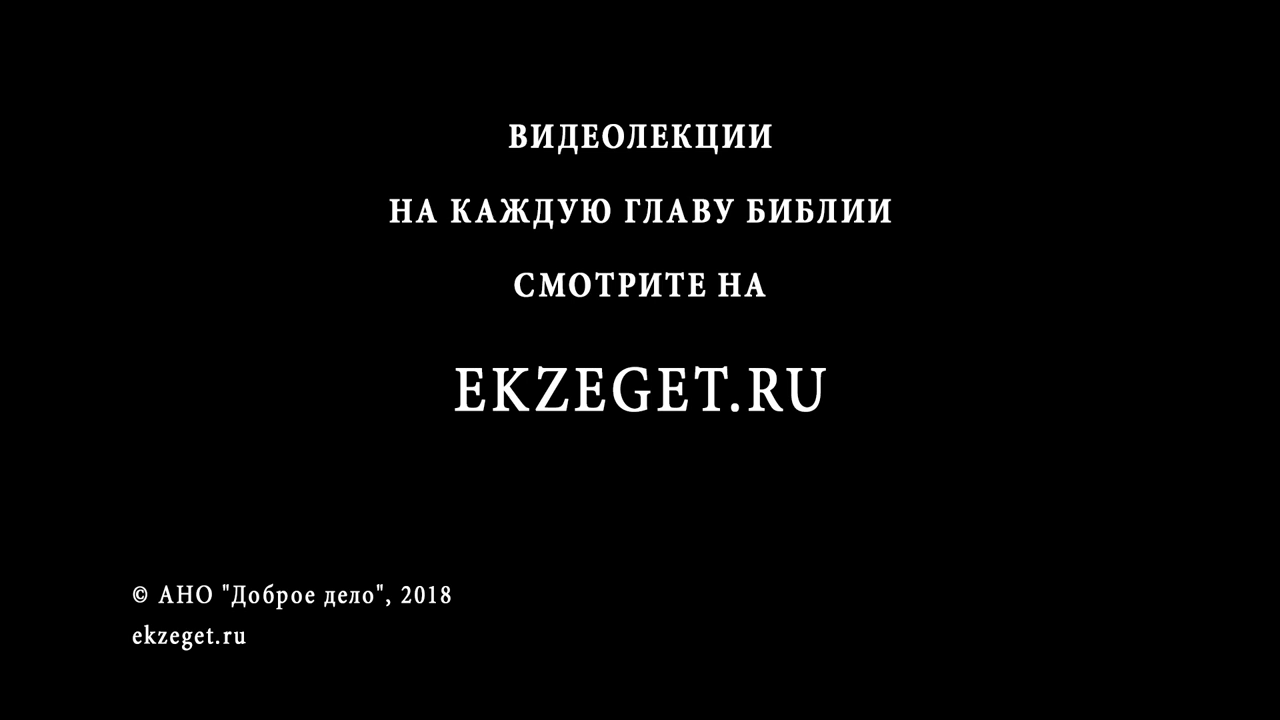 ВИДЕОЛЕКЦИИ
НА КАЖДУЮ ГЛАВУ БИБЛИИ
СМОТРИТЕ НА
EKZEGET.RU
© АНО "Доброе дело", 2018
ekzeget.ru